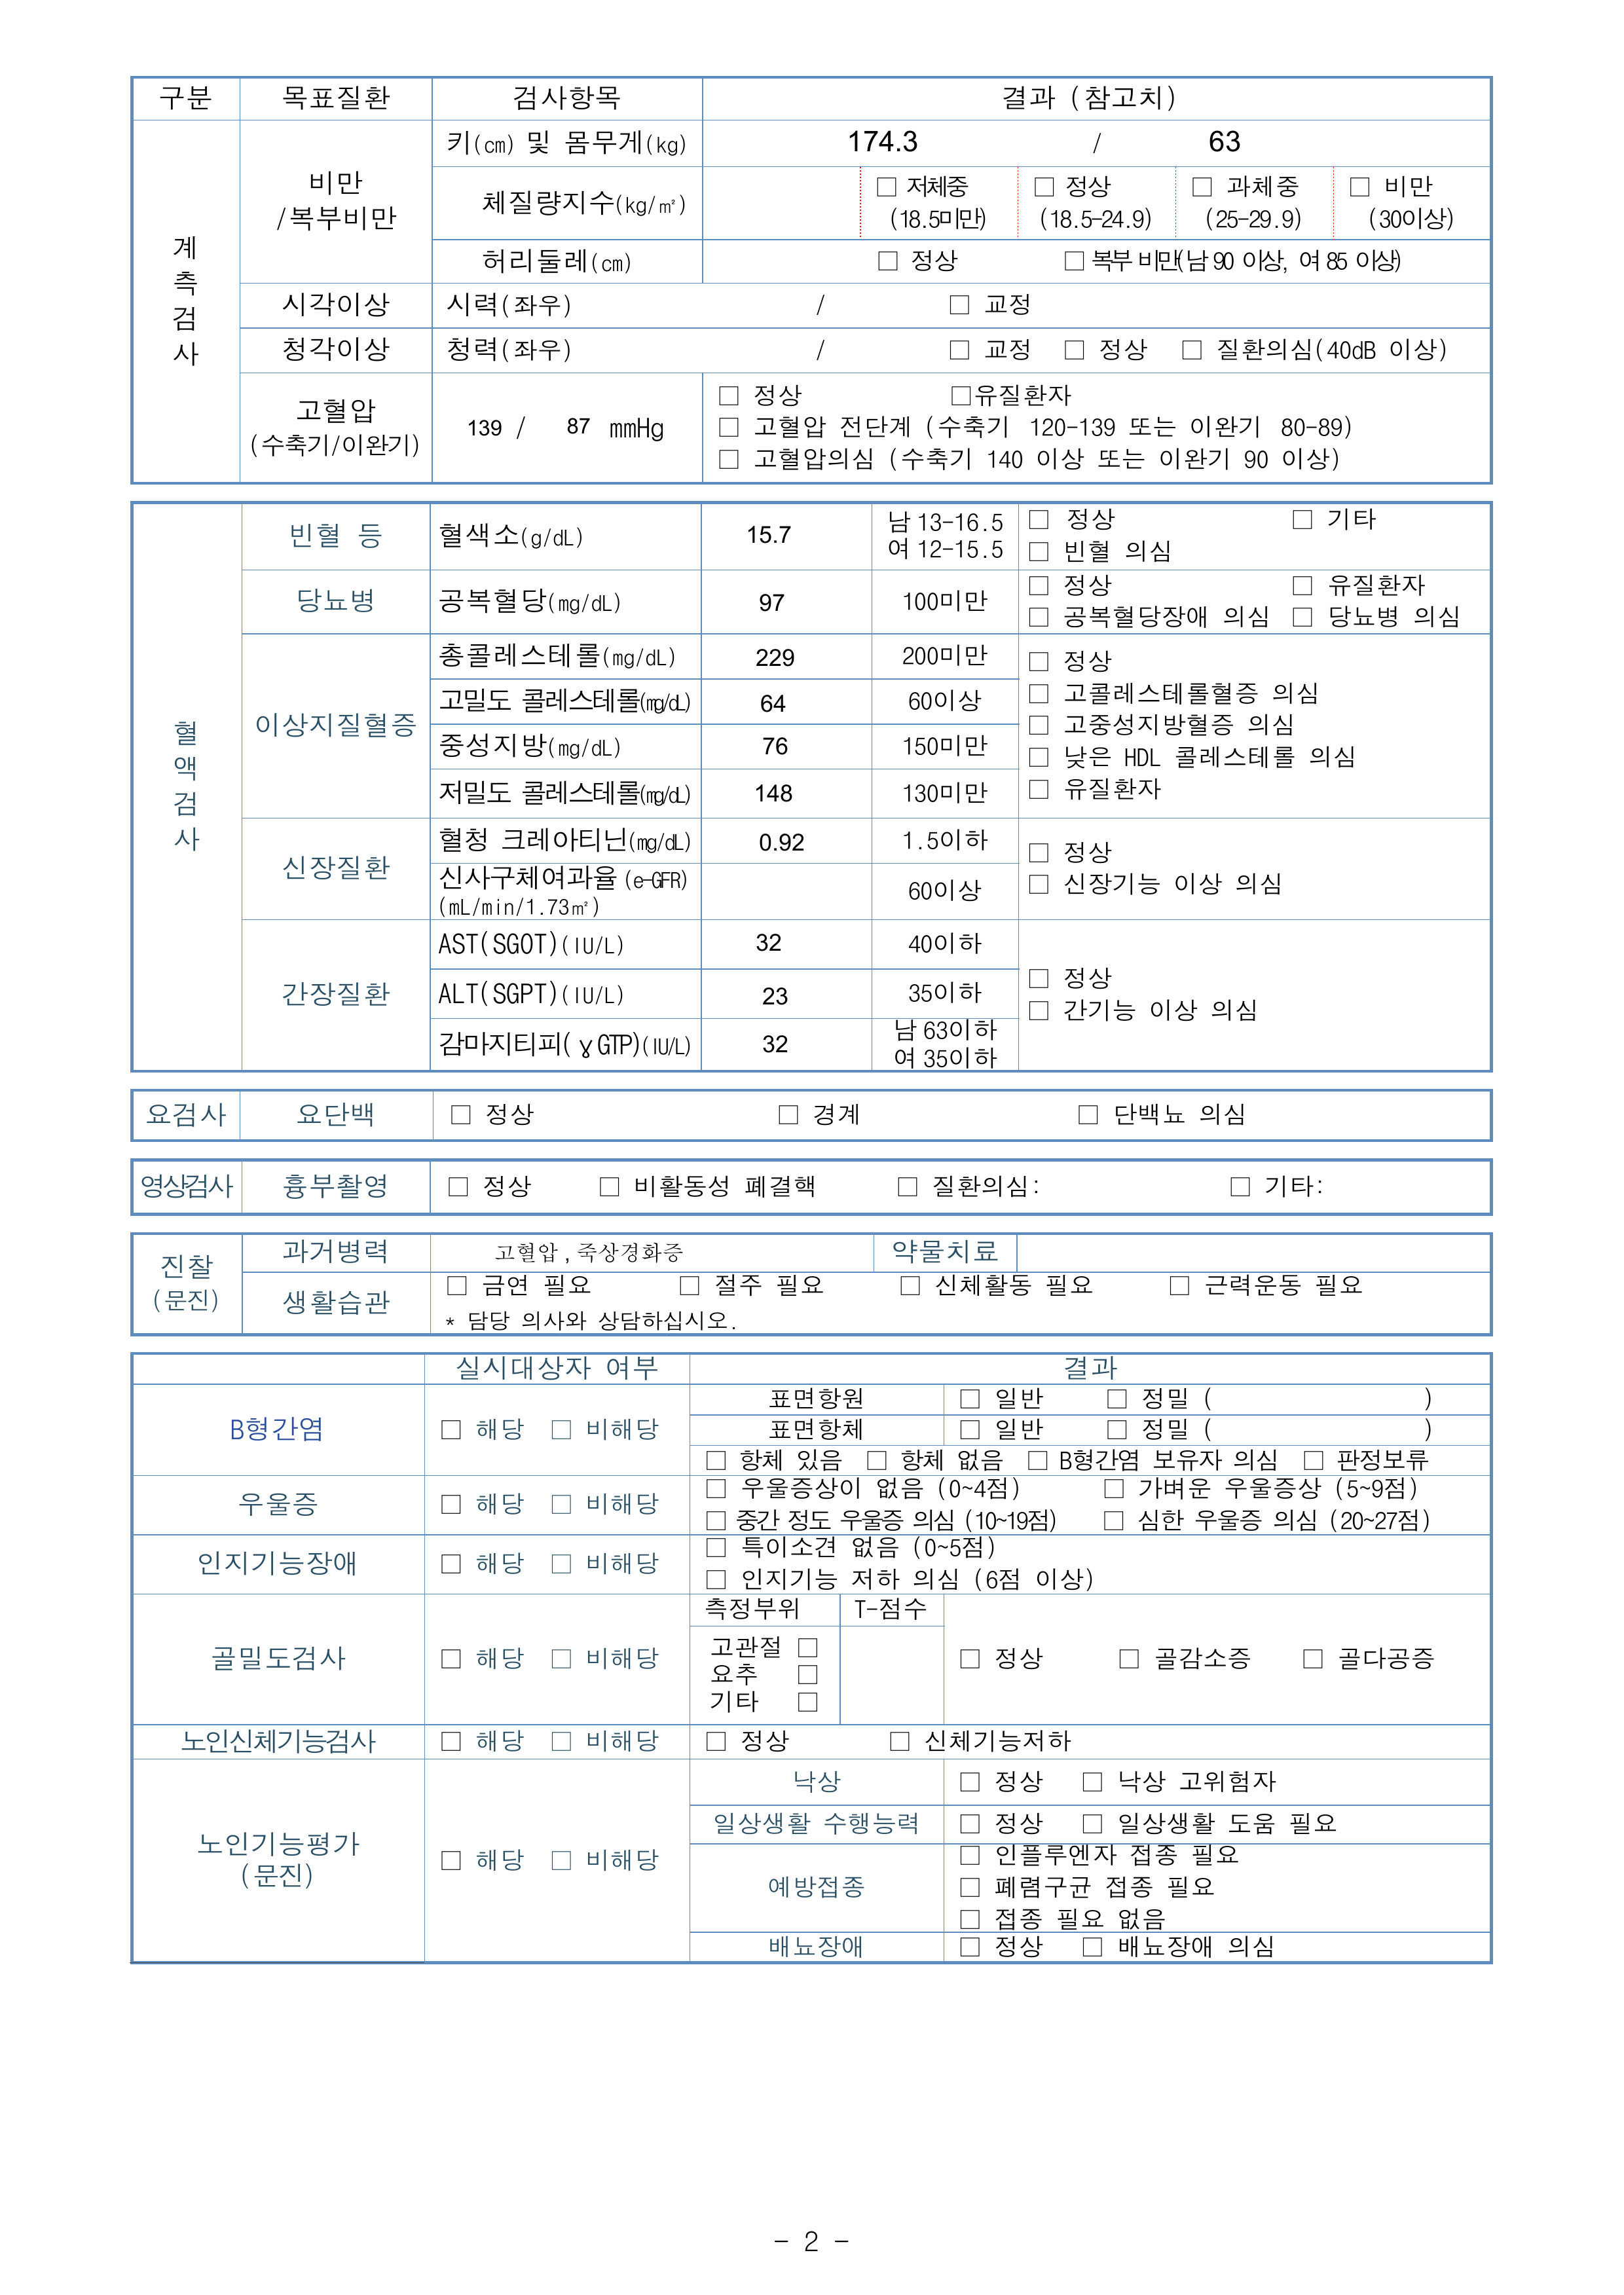 구분 목표질환 검사항목 결과 (참고치)
계측검사
비만
/복부비만
키(cm) 및 몸무게(kg) 174.3 / 63
체질량지수(kg/㎡) □ 저체중 □ 정상 □ 과체중 □ 비만
(18.5미만) (18.5-24.9) (25-29.9) (30이상)
허리둘레(cm) □ 정상 □ 복부 비만(남 90 이상, 여 85 이상)
시각이상 시력(좌우) / □ 교정
청각이상 청력(좌우) / □ 교정 □ 정상 □ 질환의심(40dB 이상)
고혈압
(수축기/이완기)
139 / 87 mmHg
□ 정상 □유질환자
□ 고혈압 전단계 (수축기 120-139 또는 이완기 80-89)
□ 고혈압의심 (수축기 140 이상 또는 이완기 90 이상)
혈액검사
빈혈 등 혈색소(g/dL) 15.7
남 13-16.5
여 12-15.5
□ 정상 □ 기타
□ 빈혈 의심
당뇨병 공복혈당(mg/dL) 97 100미만
□ 정상 □ 유질환자
□ 공복혈당장애 의심 □ 당뇨병 의심
이상지질혈증
총콜레스테롤(mg/dL) 229 200미만
고밀도 콜레스테롤(mg/dL) 64 60이상
중성지방(mg/dL) 76 150미만
저밀도 콜레스테롤(mg/dL) 148 130미만
□ 정상
□ 고콜레스테롤혈증 의심
□ 고중성지방혈증 의심
□ 낮은 HDL 콜레스테롤 의심
□ 유질환자
신장질환
혈청 크레아티닌(mg/dL) 0.92 1.5이하
신사구체여과율 (e-GFR)
(mL/min/1.73㎡)
60이상
□ 정상
□ 신장기능 이상 의심
간장질환
AST(SGOT)(IU/L) 32 40이하
ALT(SGPT)(IU/L) 23 35이하
감마지티피(γGTP)(IU/L) 32
남 63이하
여 35이하
□ 정상
□ 간기능 이상 의심
요검사 요단백 □ 정상 □ 경계 □ 단백뇨 의심
영상검사 흉부촬영 □ 정상 □ 비활동성 폐결핵 □ 질환의심: □ 기타:
진찰
(문진)
과거병력 고혈압 , 죽상경화증 약물치료
생활습관 □ 금연 필요 □ 절주 필요 □ 신체활동 필요 □ 근력운동 필요
* 담당 의사와 상담하십시오.
실시대상자 여부 결과
B형간염 □ 해당 □ 비해당
표면항원 □ 일반 □ 정밀 ( )
표면항체 □ 일반 □ 정밀 ( )
□ 항체 있음 □ 항체 없음 □ B형간염 보유자 의심 □ 판정보류
우울증 □ 해당 □ 비해당
□ 우울증상이 없음 (0~4점) □ 가벼운 우울증상 (5~9점)
□ 중간 정도 우울증 의심 (10~19점) □ 심한 우울증 의심 (20~27점)
인지기능장애 □ 해당 □ 비해당
□ 특이소견 없음 (0~5점)
□ 인지기능 저하 의심 (6점 이상)
골밀도검사 □ 해당 □ 비해당
측정부위 T-점수
고관절 □
요추 □
기타 □
□ 정상 □ 골감소증 □ 골다공증
노인신체기능검사 □ 해당 □ 비해당 □ 정상 □ 신체기능저하
노인기능평가
(문진)
□ 해당 □ 비해당
낙상 □ 정상 □ 낙상 고위험자
일상생활 수행능력 □ 정상 □ 일상생활 도움 필요
예방접종
□ 인플루엔자 접종 필요
□ 폐렴구균 접종 필요
□ 접종 필요 없음
배뇨장애 □ 정상 □ 배뇨장애 의심
- 2 -